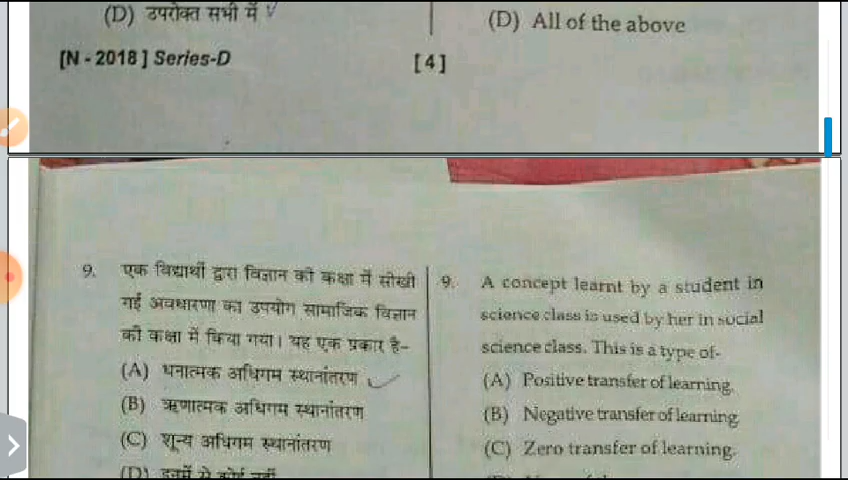 (D) उपरोक्त सभी में
(D) All of the above
[N - 2018 ] Series-D
[ 4 ]
9. एक विद्यार्थी द्वारा विज्ञान की कक्षा में सीखी
गई अवधारणा का उपयोग सामाजिक विज्ञान
की कक्षा में किया गया। यह एक प्रकार है-
(A) धनात्मक अधिगम स्थानांतरण
(B) ऋणात्मक अधिगम स्थानांतरण
(C) शून्य अधिगम स्थानांतरण
(D) इनमें से कोई नहीं
9. A concept learnt by a student in
science class is used by her in social
science class. This is a type of-
(A) Positive transfer of learning.
(B) Negative transfer of learning.
(C) Zero transfer of learning.